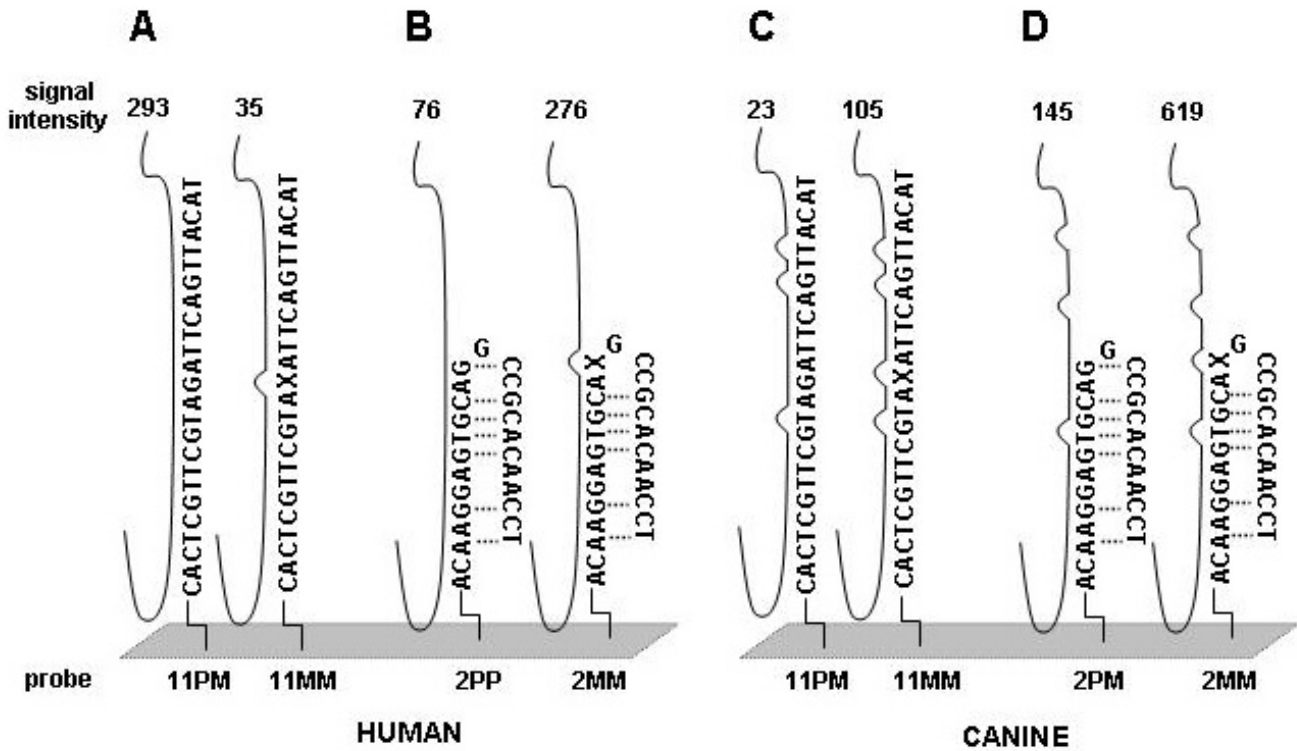 A B C D
signal
intensity
293 35 76 276 23 105 145 619
CACTCGTTCGTAGATTCAGTTACAT
CACTCGTTCGTAXATTCAGTTACAT
ACAAGGAGTGCAG
G
CCGCACAACCT
ACAAGGAGTGCAX
G
CCGCACAACCT
CACTCGTTCGTAGATTCAGTTACAT
CACTCGTTCGTAXATTCAGTTACAT
ACAAGGAGTGCAG
G
CCGCACAACCT
ACAAGGAGTGCAX
G
CCGCACAACCT
probe 11PM 11MM 2PP 2MM 11PM 11MM 2PM 2MM
HUMAN CANINE